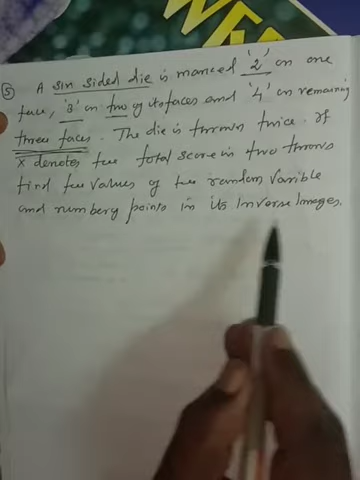 ⑤ A sin sided die is marked '2' on one
face, '3' on two of its faces and '4' on remaining
three faces. The die is thrown twice. If
X denotes the total score in two throws
find the values of the random varible
and number of points in its Inverse Images.